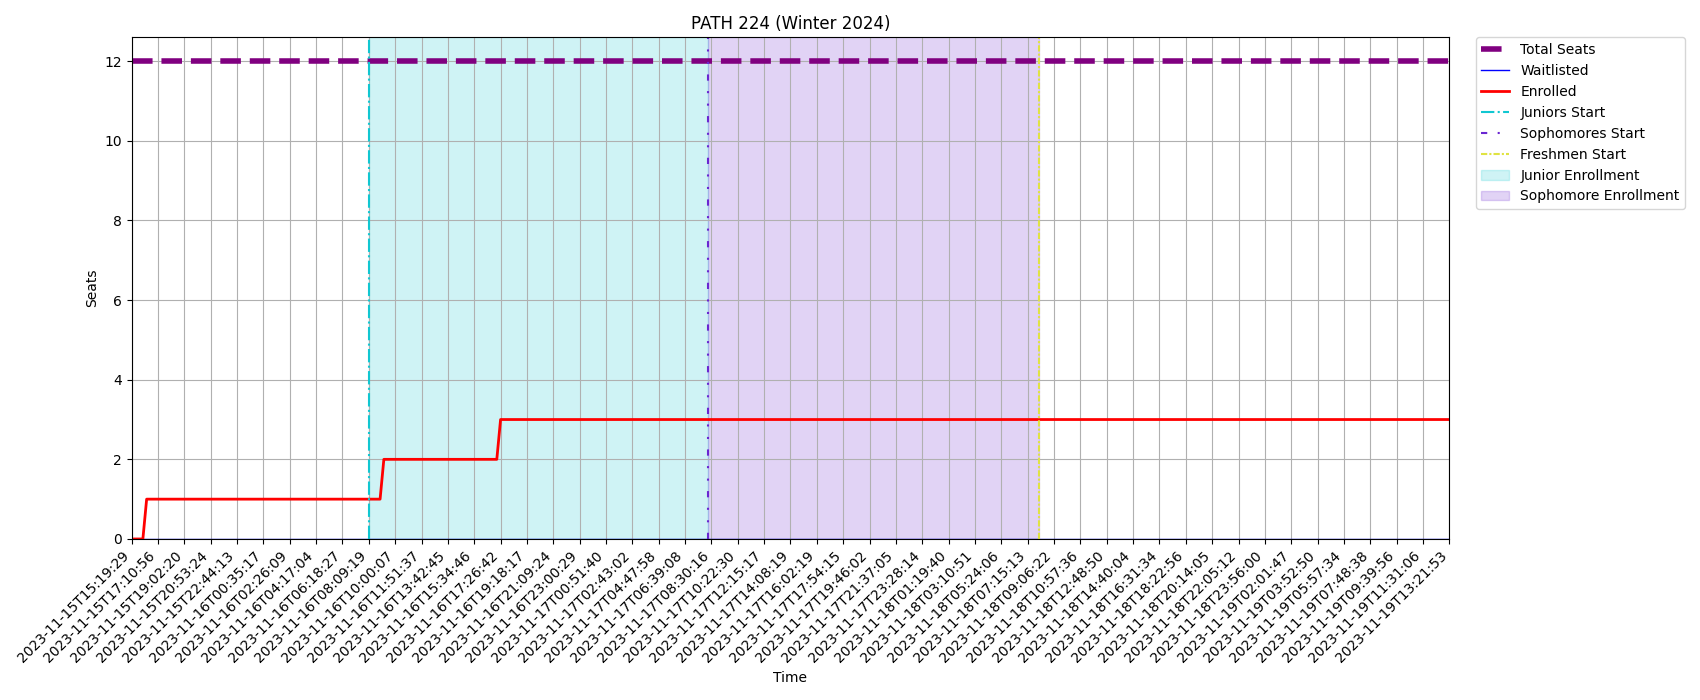 PATH 224 (Winter 2024)
Total Seats
Waitlisted
Enrolled
Juniors Start
Sophomores Start
Freshmen Start
Junior Enrollment
Sophomore Enrollment
Seats
12
10
8
6
4
2
0
2023-11-15T15:19:29
2023-11-15T17:10:56
2023-11-15T19:02:20
2023-11-15T20:53:24
2023-11-15T22:44:13
2023-11-16T00:35:17
2023-11-16T02:26:09
2023-11-16T04:17:04
2023-11-16T06:18:27
2023-11-16T08:09:19
2023-11-16T10:00:07
2023-11-16T11:51:37
2023-11-16T13:42:45
2023-11-16T15:34:46
2023-11-16T17:26:42
2023-11-16T19:18:17
2023-11-16T21:09:24
2023-11-16T23:00:29
2023-11-17T00:51:40
2023-11-17T02:43:02
2023-11-17T04:47:58
2023-11-17T06:39:08
2023-11-17T08:30:16
2023-11-17T10:22:30
2023-11-17T12:15:17
2023-11-17T14:08:19
2023-11-17T16:02:19
2023-11-17T17:54:15
2023-11-17T19:46:02
2023-11-17T21:37:05
2023-11-17T23:28:14
2023-11-18T01:19:40
2023-11-18T03:10:51
2023-11-18T05:24:06
2023-11-18T07:15:13
2023-11-18T09:06:22
2023-11-18T10:57:36
2023-11-18T12:48:50
2023-11-18T14:40:04
2023-11-18T16:31:34
2023-11-18T18:22:56
2023-11-18T20:14:05
2023-11-18T22:05:12
2023-11-18T23:56:00
2023-11-19T02:01:47
2023-11-19T03:52:50
2023-11-19T05:57:34
2023-11-19T07:48:38
2023-11-19T09:39:56
2023-11-19T11:31:06
2023-11-19T13:21:53
Time